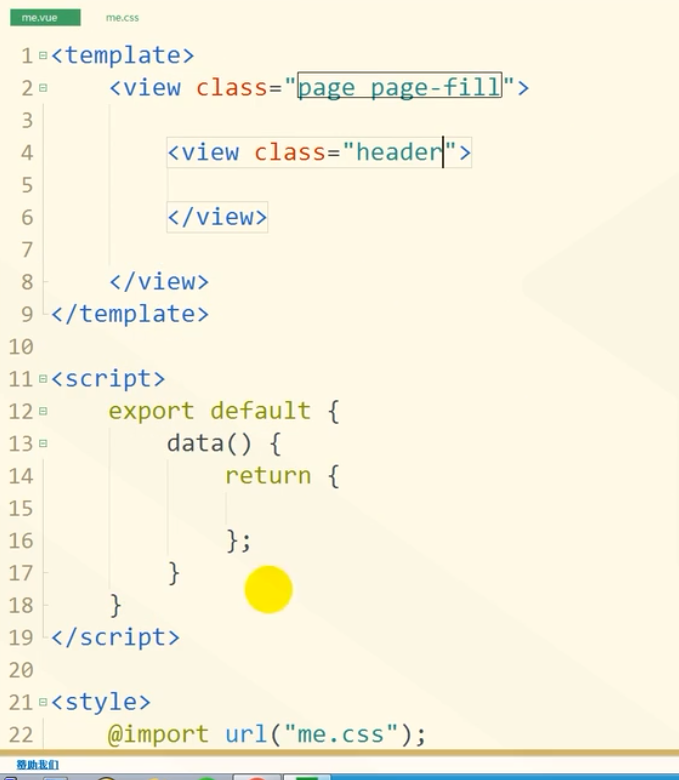 me.vue me.css
1 <template>
2 <view class="page page-fill">
3
4 <view class="header">
5
6 </view>
7
8 </view>
9 </template>
10
11 <script>
12 export default {
13 data() {
14 return {
15
16 };
17 }
18 }
19 </script>
20
21 <style>
22 @import url("me.css");
赞助我们